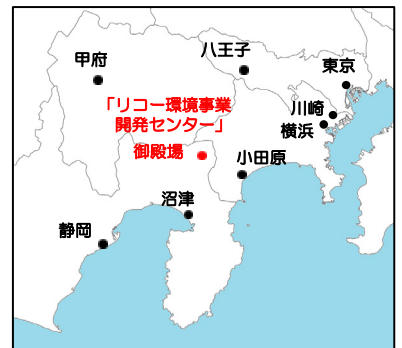 八王子
甲府
東京
「リコー環境事業
開発センター」
川崎
横浜
御殿場
小田原
沼津
静岡